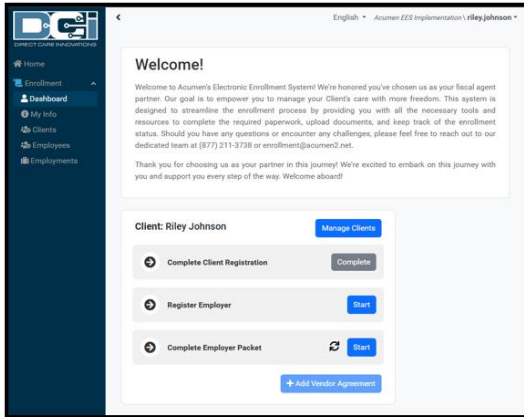 DCi
DIRECT CARE INNOVATIONS
Home
Enrollment
Dashboard
My Info
Clients
Employees
Employments
English
Acumen EES Implementation \ riley.johnson
Welcome!
Welcome to Acumen's Electronic Enrollment System! We're honored you've chosen us as your fiscal agent
partner. Our goal is to empower you to manage your Client's care with more freedom. This system is
designed to streamline the enrollment process by providing you with all the necessary tools and
resources to complete the required paperwork, upload documents, and keep track of the enrollment
status. Should you have any questions or encounter any challenges, please feel free to reach out to our
dedicated team at (877) 211-3738 or enrollment@acumen2.net.
Thank you for choosing us as your partner in this journey! We're excited to embark on this journey with
you and support you every step of the way. Welcome aboard!
Client: Riley Johnson
Manage Clients
Complete Client Registration
Complete
Register Employer
Start
Complete Employer Packet
Start
+ Add Vendor Agreement